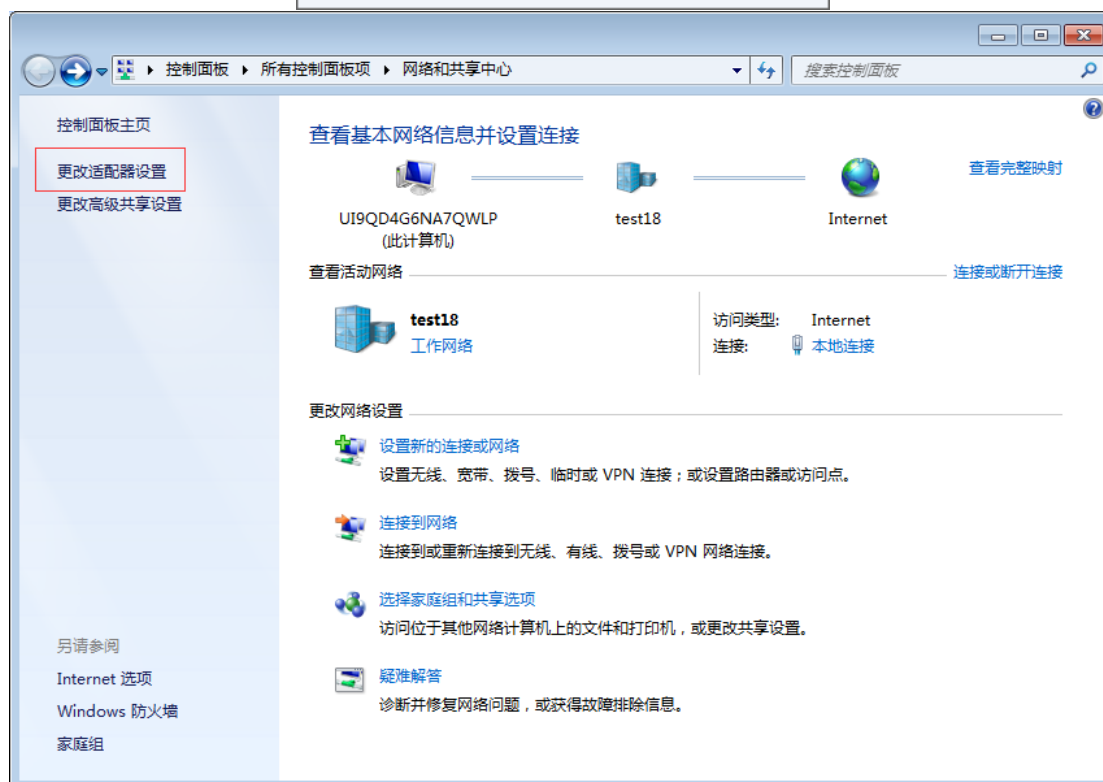 控制面板 ▸ 所有控制面板项 ▸ 网络和共享中心
搜索控制面板
控制面板主页
更改适配器设置
更改高级共享设置
查看基本网络信息并设置连接
查看完整映射
UI9QD4G6NA7QWLP
(此计算机)
test18
Internet
查看活动网络
连接或断开连接
test18
工作网络
访问类型: Internet
连接: 本地连接
更改网络设置
设置新的连接或网络
设置无线、宽带、拨号、临时或 VPN 连接；或设置路由器或访问点。
连接到网络
连接到或重新连接到无线、有线、拨号或 VPN 网络连接。
选择家庭组和共享选项
访问位于其他网络计算机上的文件和打印机，或更改共享设置。
疑难解答
诊断并修复网络问题，或获得故障排除信息。
另请参阅
Internet 选项
Windows 防火墙
家庭组